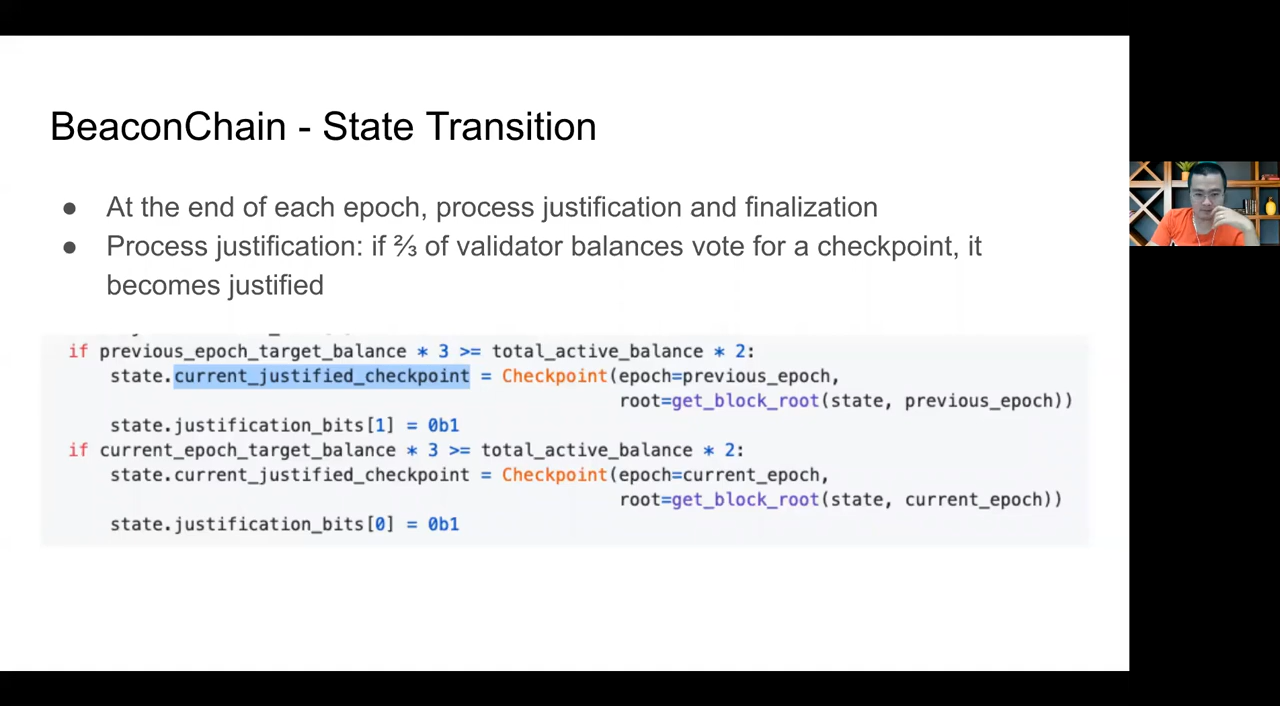 BeaconChain - State Transition
● At the end of each epoch, process justification and finalization
● Process justification: if ⅔ of validator balances vote for a checkpoint, it
becomes justified
if previous_epoch_target_balance * 3 >= total_active_balance * 2:
state.current_justified_checkpoint = Checkpoint(epoch=previous_epoch,
root=get_block_root(state, previous_epoch))
state.justification_bits[1] = 0b1
if current_epoch_target_balance * 3 >= total_active_balance * 2:
state.current_justified_checkpoint = Checkpoint(epoch=current_epoch,
root=get_block_root(state, current_epoch))
state.justification_bits[0] = 0b1